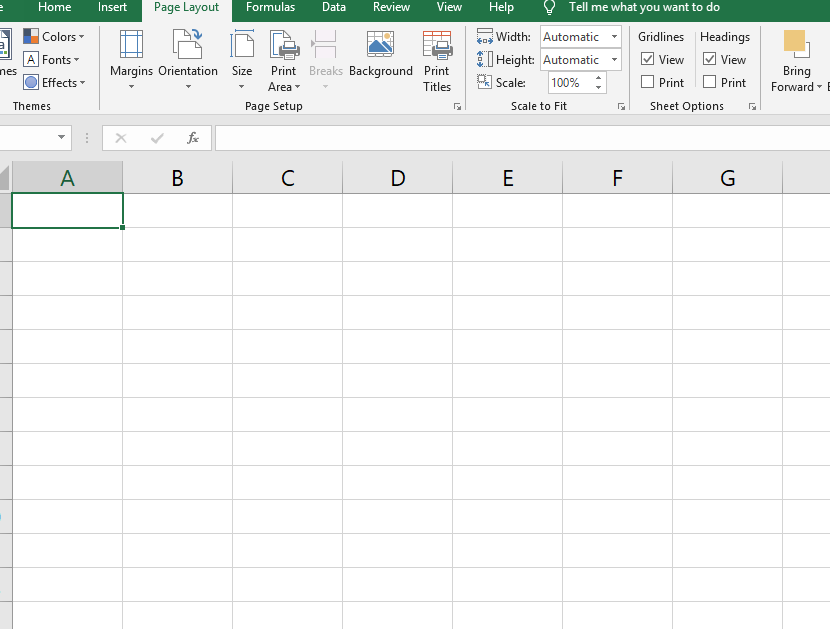 Home Insert Page Layout Formulas Data Review View Help Tell me what you want to do
Colors
Fonts
Effects
Themes
Margins
Orientation
Size
Print
Area
Breaks
Background
Print
Titles
Page Setup
Width: Automatic
Height: Automatic
Scale: 100%
Scale to Fit
Gridlines
View
Print
Headings
View
Print
Sheet Options
Bring
Forward
fx
A B C D E F G